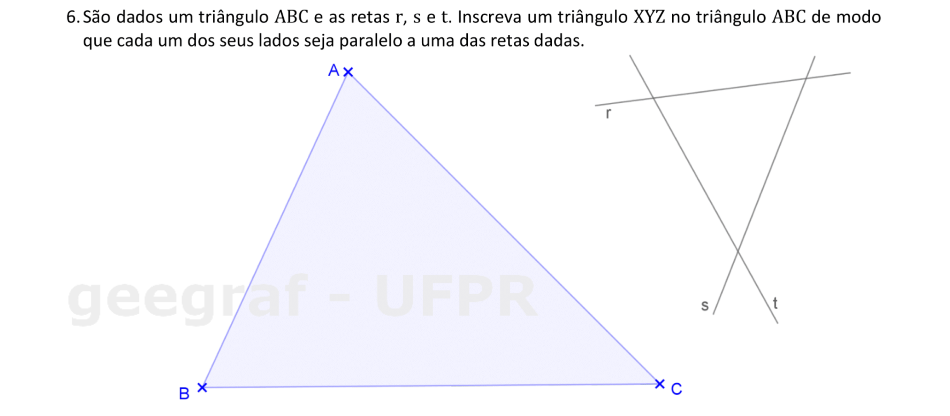 6. São dados um triângulo ABC e as retas r, s e t. Inscreva um triângulo XYZ no triângulo ABC de modo
que cada um dos seus lados seja paralelo a uma das retas dadas.
A
r
geegraf - UFPR
s
t
B
C